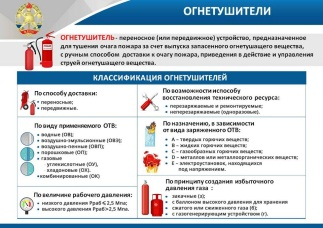 ОГНЕТУШИТЕЛИ
ОГНЕТУШИТЕЛЬ - переносное (или передвижное) устройство, предназначенное
для тушения очага пожара за счет выпуска запасенного огнетушащего вещества,
с ручным способом доставки к очагу пожара, приведения в действие и управления
струей огнетушащего вещества.
КЛАССИФИКАЦИЯ ОГНЕТУШИТЕЛЕЙ
По способу доставки:
• переносные;
• передвижные.
По виду применяемого ОТВ:
• водные (ОВ);
• воздушно-эмульсионные (ОВЭ);
• воздушно-пенные (ОВП);
• порошковые (ОП);
• газовые
углекислотные (ОУ),
хладоновые (ОХ).
•комбинированные (ОК)
По величине рабочего давления:
• низкого давления Рраб ≤ 2,5 Мпа,
• высокого давления Рраб >2,5 Мпа.
По возможности и способу
восстановления технического ресурса:
• перезаряжаемые и ремонтируемые;
• неперезаряжаемые (одноразовые).
По назначению, в зависимости
от вида заряженного ОТВ:
• А – твердых горючих веществ;
• В – жидких горючих веществ;
• С – газообразных горючих веществ;
• D – металлов или металлоорганических веществ;
• Е – электроустановок, находящихся
под напряжением.
По принципу создания избыточного
давления газа :
• закачные (з);
• с баллоном высокого давления для хранения
сжатого или сжиженного газа (б);
• с газогенерирующим устройством (г).